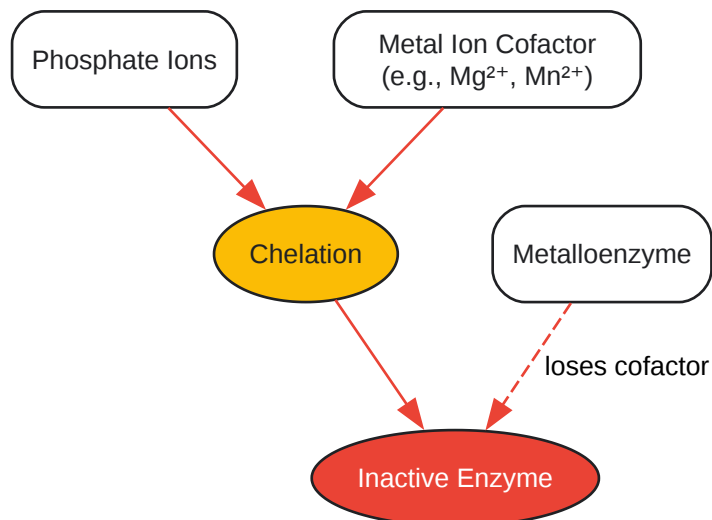 Phosphate Ions
Metal Ion Cofactor
(e.g., Mg²⁺, Mn²⁺)
Chelation
Metalloenzyme
loses cofactor
Inactive Enzyme